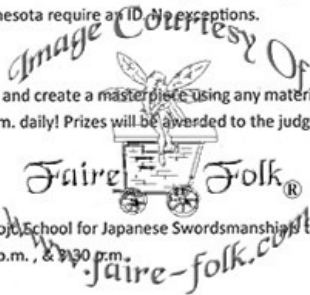 nesota require an ID. No exceptions.
Image Courtesy Of
and create a masterpiece using any materi
m. daily! Prizes will be awerded to the judg
Faire Folk®
School for Japanese Swordsmanship
p.m. , & 3:30 p.m.
www.faire-folk.com